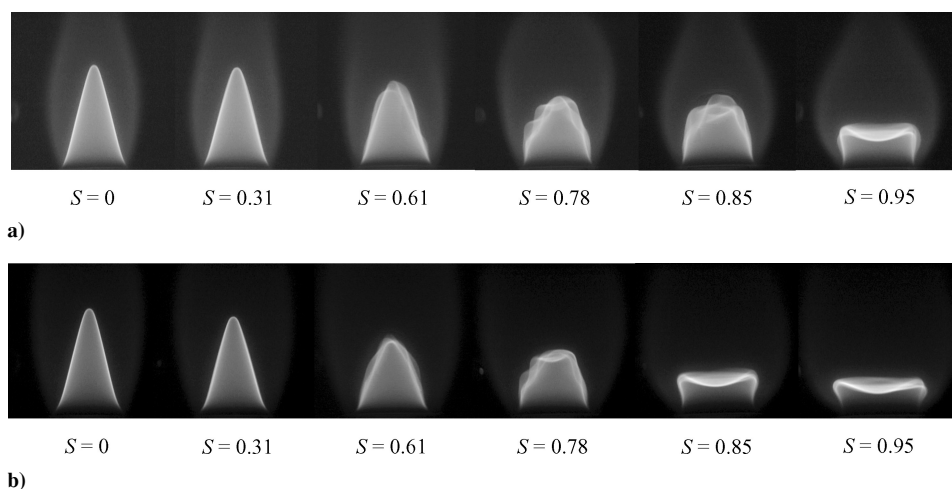 S = 0 S = 0.31 S = 0.61 S = 0.78 S = 0.85 S = 0.95
a)
S = 0 S = 0.31 S = 0.61 S = 0.78 S = 0.85 S = 0.95
b)